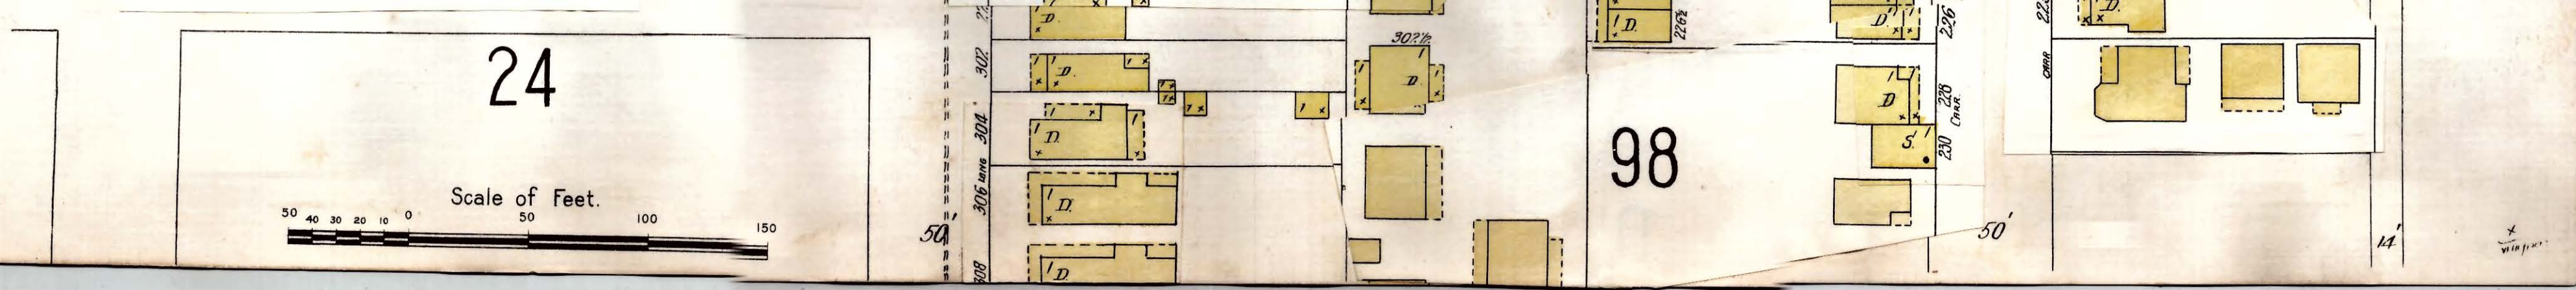 24
Scale of Feet.
50 40 30 20 10 0 50 100 150
50'
302
304
306
308
D.
D.
D.
D.
D.
302½
D.
D.
226½
98
D.
226
D
228
CARR.
S.
230
50'
CARR
D.
14'